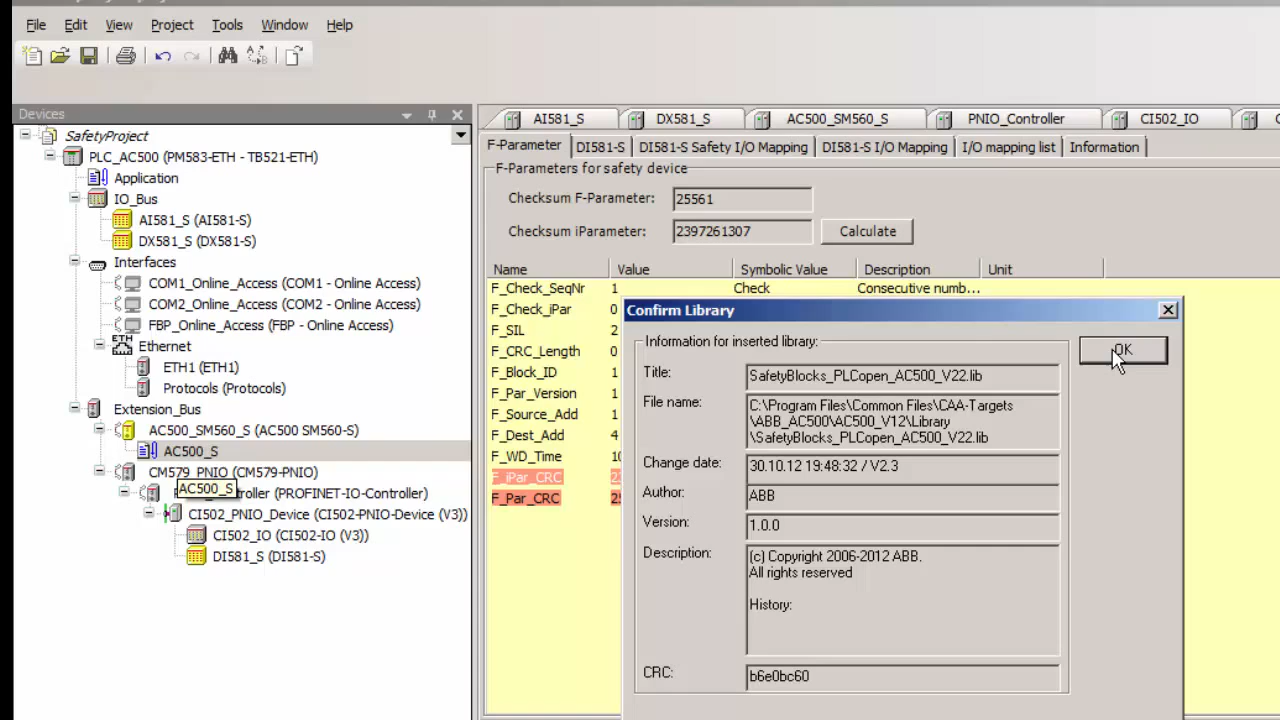 File Edit View Project Tools Window Help
Devices
SafetyProject
PLC_AC500 (PM583-ETH - TB521-ETH)
Application
IO_Bus
AI581_S (AI581-S)
DX581_S (DX581-S)
Interfaces
COM1_Online_Access (COM1 - Online Access)
COM2_Online_Access (COM2 - Online Access)
FBP_Online_Access (FBP - Online Access)
ETH
Ethernet
ETH1 (ETH1)
Protocols (Protocols)
Extension_Bus
AC500_SM560_S (AC500 SM560-S)
AC500_S
CM579_PNIO (CM579-PNIO)
AC500_S
(PROFINET-IO-Controller)
CI502_PNIO_Device (CI502-PNIO-Device (V3))
CI502_IO (CI502-IO (V3))
DI581_S (DI581-S)
AI581_S DX581_S AC500_SM560_S PNIO_Controller CI502_IO
F-Parameter DI581-S DI581-S Safety I/O Mapping DI581-S I/O Mapping I/O mapping list Information
F-Parameters for safety device
Checksum F-Parameter: 25561
Checksum iParameter: 2397261307 Calculate
Name Value Symbolic Value Description Unit
F_Check_SeqNr 1 Check Consecutive numb...
F_Check_iPar 0
F_SIL 2
F_CRC_Length 0
F_Block_ID 1
F_Par_Version 1
F_Source_Add 1
F_Dest_Add 4
F_WD_Time
F_iPar_CRC
F_Par_CRC
Confirm Library
Information for inserted library:
OK
Title: SafetyBlocks_PLCopen_AC500_V22.lib
File name: C:\Program Files\Common Files\CAA-Targets
\ABB_AC500\AC500_V12\Library
\SafetyBlocks_PLCopen_AC500_V22.lib
Change date: 30.10.12 19:48:32 / V2.3
Author: ABB
Version: 1.0.0
Description: (c) Copyright 2006-2012 ABB.
All rights reserved
History:
CRC: b6e0bc60